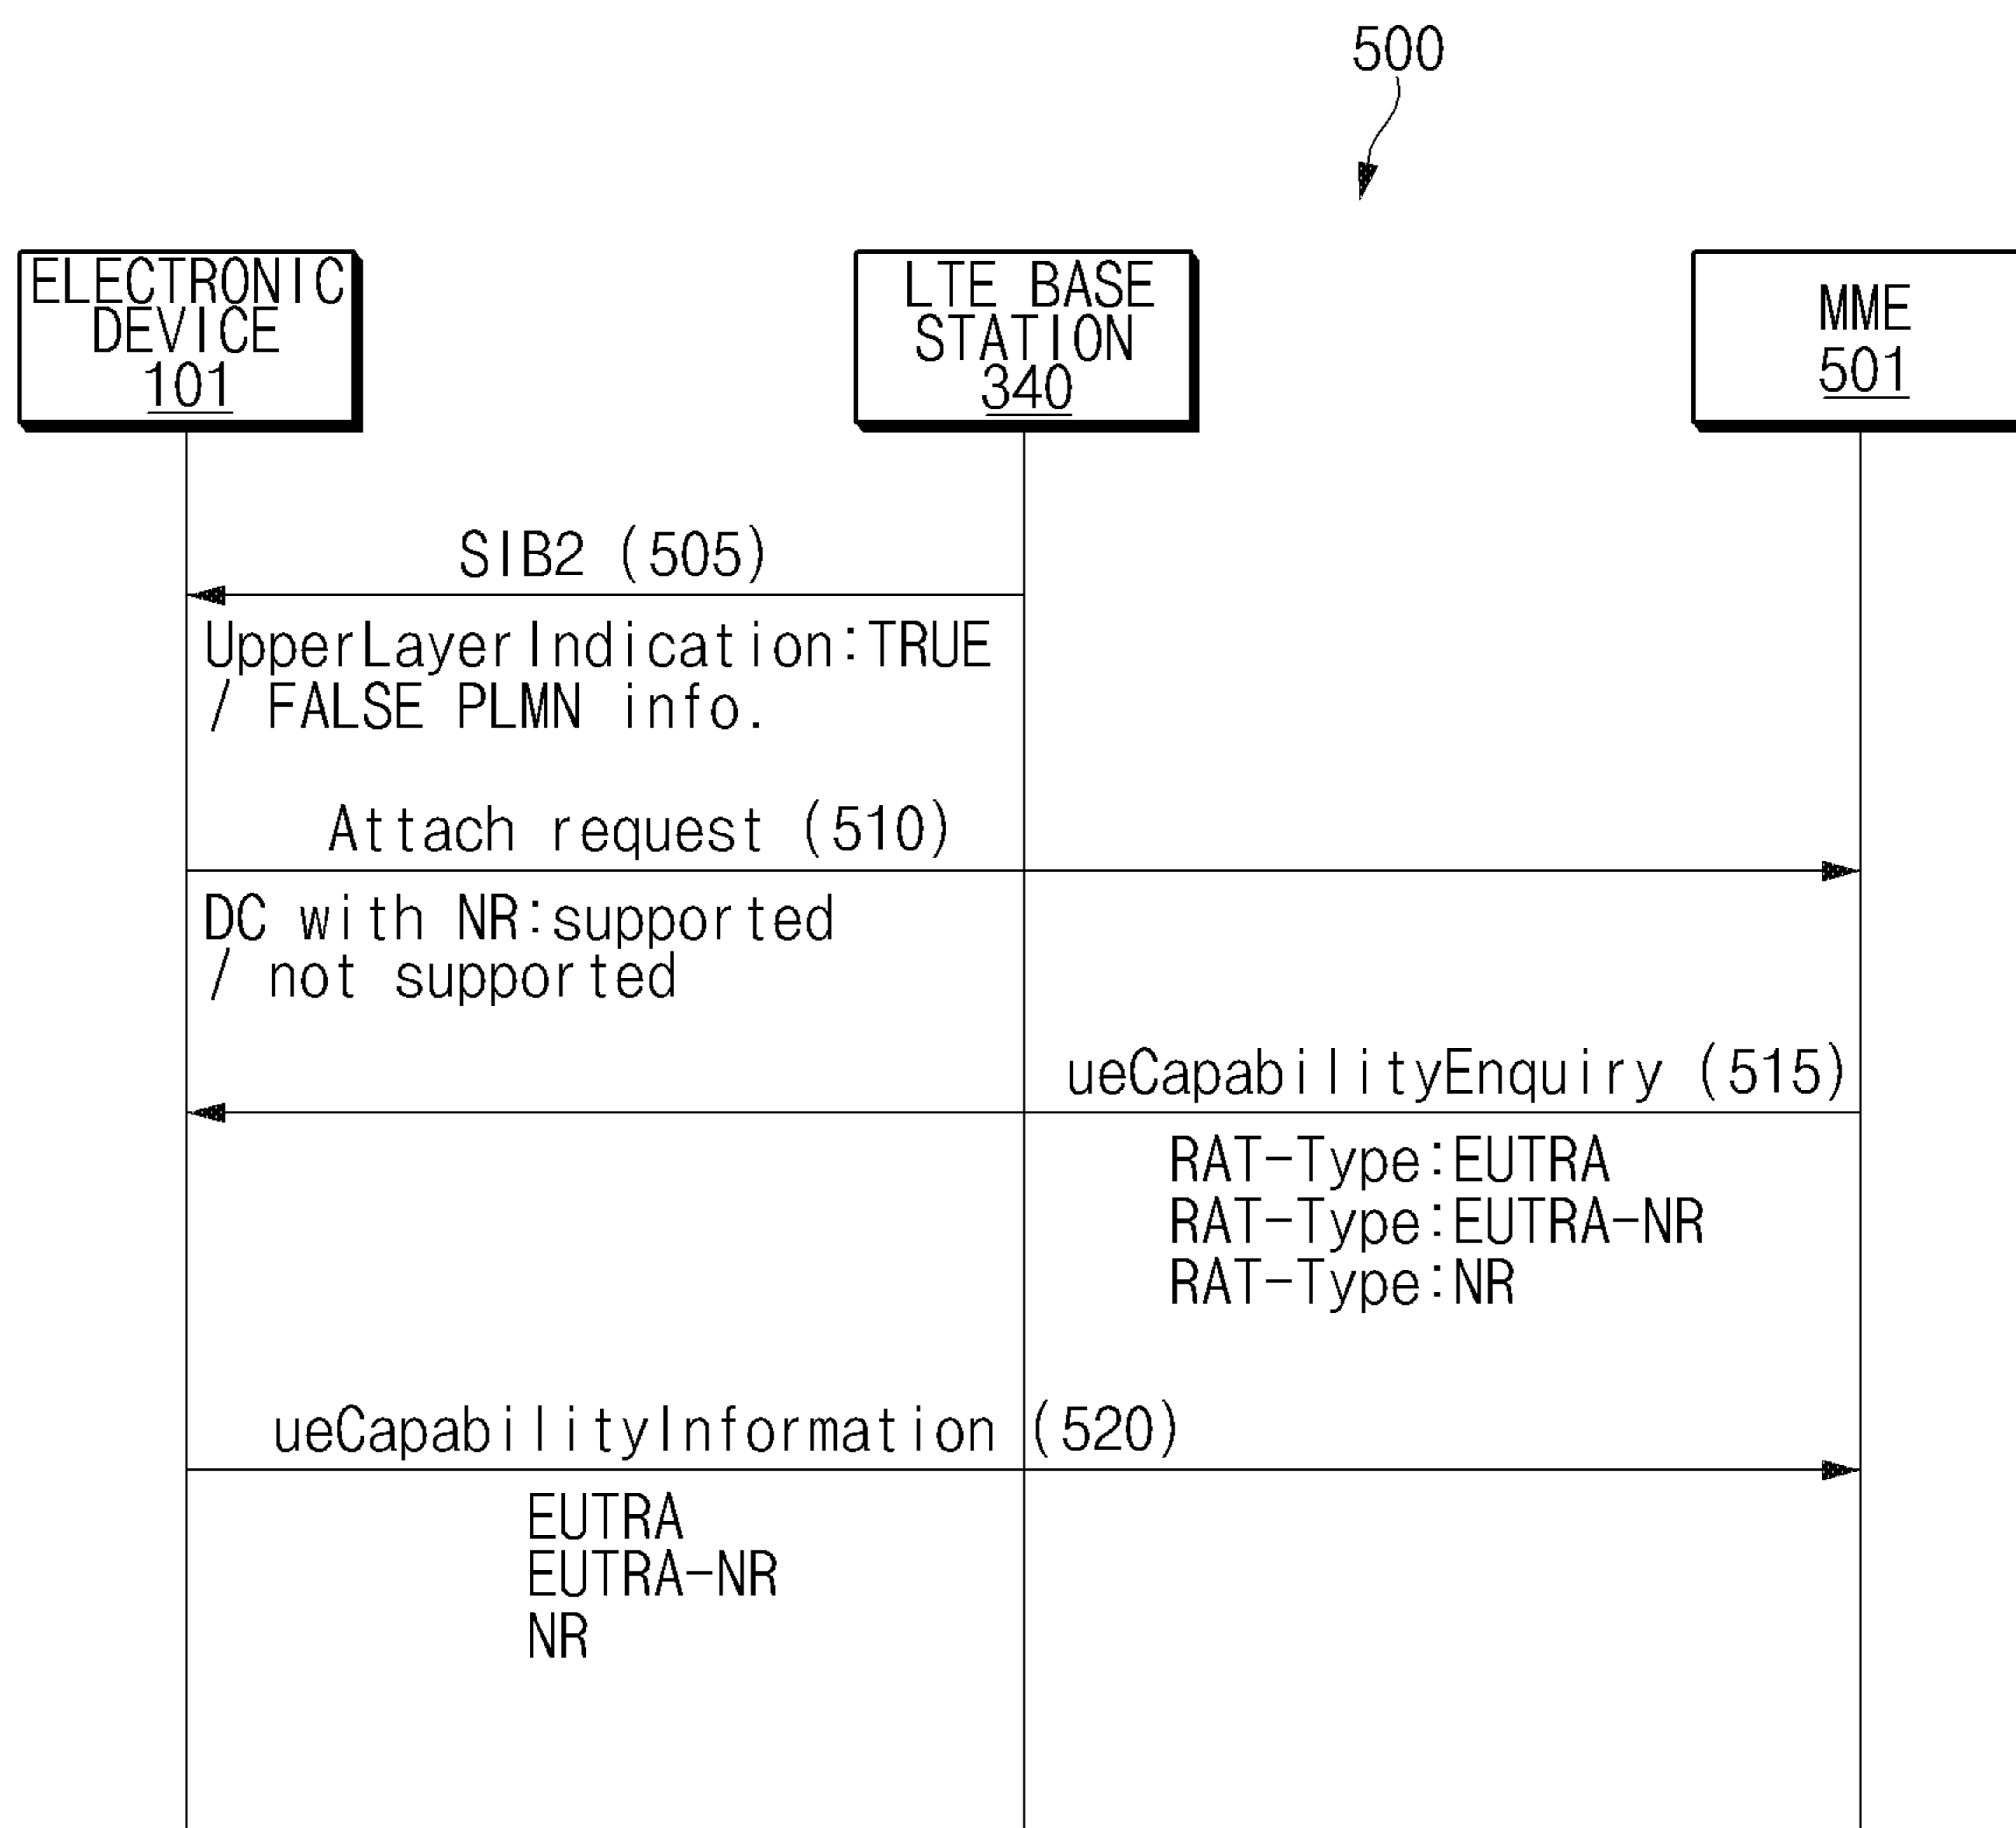 500
ELECTRONIC
DEVICE
101
LTE BASE
STATION
340
MME
501
SIB2 (505)
UpperLayerIndication:TRUE
/ FALSE PLMN info.
Attach request (510)
DC with NR:supported
/ not supported
ueCapabilityEnquiry (515)
RAT-Type:EUTRA
RAT-Type:EUTRA-NR
RAT-Type:NR
ueCapabilityInformation (520)
EUTRA
EUTRA-NR
NR